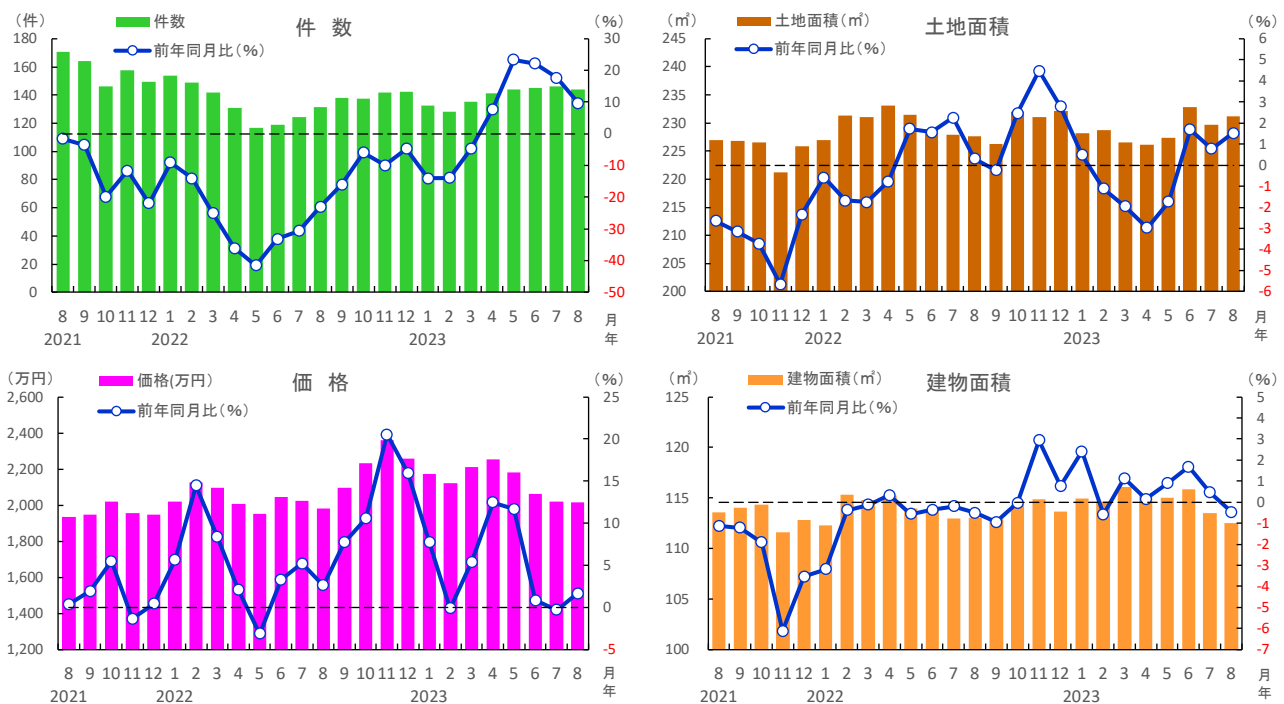 件 数
(件)
(%)
件数
前年同月比(%)
180 160 140 120 100 80 60 40 20 0
30 20 10 0 -10 -20 -30 -40 -50
8 9 10 11 12 1 2 3 4 5 6 7 8 9 10 11 12 1 2 3 4 5 6 7 8 月
2021 2022 2023 年
土地面積
(㎡)
(%)
土地面積(㎡)
前年同月比(%)
245 240 235 230 225 220 215 210 205 200
6 5 4 3 2 1 0 -1 -2 -3 -4 -5 -6
8 9 10 11 12 1 2 3 4 5 6 7 8 9 10 11 12 1 2 3 4 5 6 7 8 月
2021 2022 2023 年
価 格
(万円)
(%)
価格(万円)
前年同月比(%)
2,600 2,400 2,200 2,000 1,800 1,600 1,400 1,200
25 20 15 10 5 0 -5
8 9 10 11 12 1 2 3 4 5 6 7 8 9 10 11 12 1 2 3 4 5 6 7 8 月
2021 2022 2023 年
建物面積
(㎡)
(%)
建物面積(㎡)
前年同月比(%)
125 120 115 110 105 100
5 4 3 2 1 0 -1 -2 -3 -4 -5 -6 -7
8 9 10 11 12 1 2 3 4 5 6 7 8 9 10 11 12 1 2 3 4 5 6 7 8 月
2021 2022 2023 年